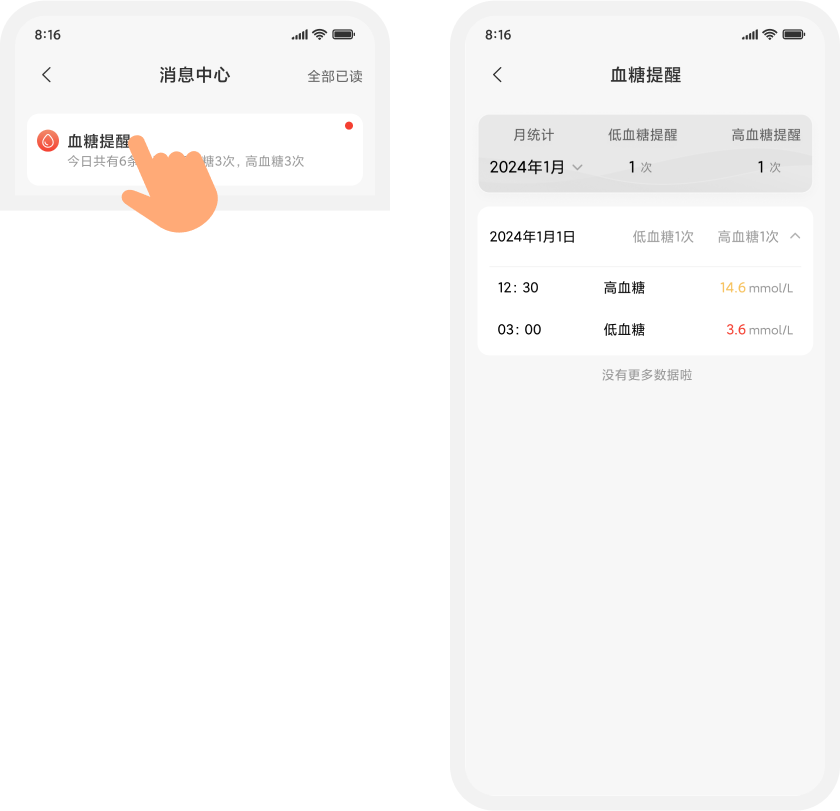 8:16
消息中心
全部已读
血糖提醒
今日共有6条 糖3次, 高血糖3次
8:16
血糖提醒
月统计 低血糖提醒 高血糖提醒
2024年1月 1 次 1 次
2024年1月1日 低血糖1次 高血糖1次
12: 30 高血糖 14.6 mmol/L
03: 00 低血糖 3.6 mmol/L
没有更多数据啦